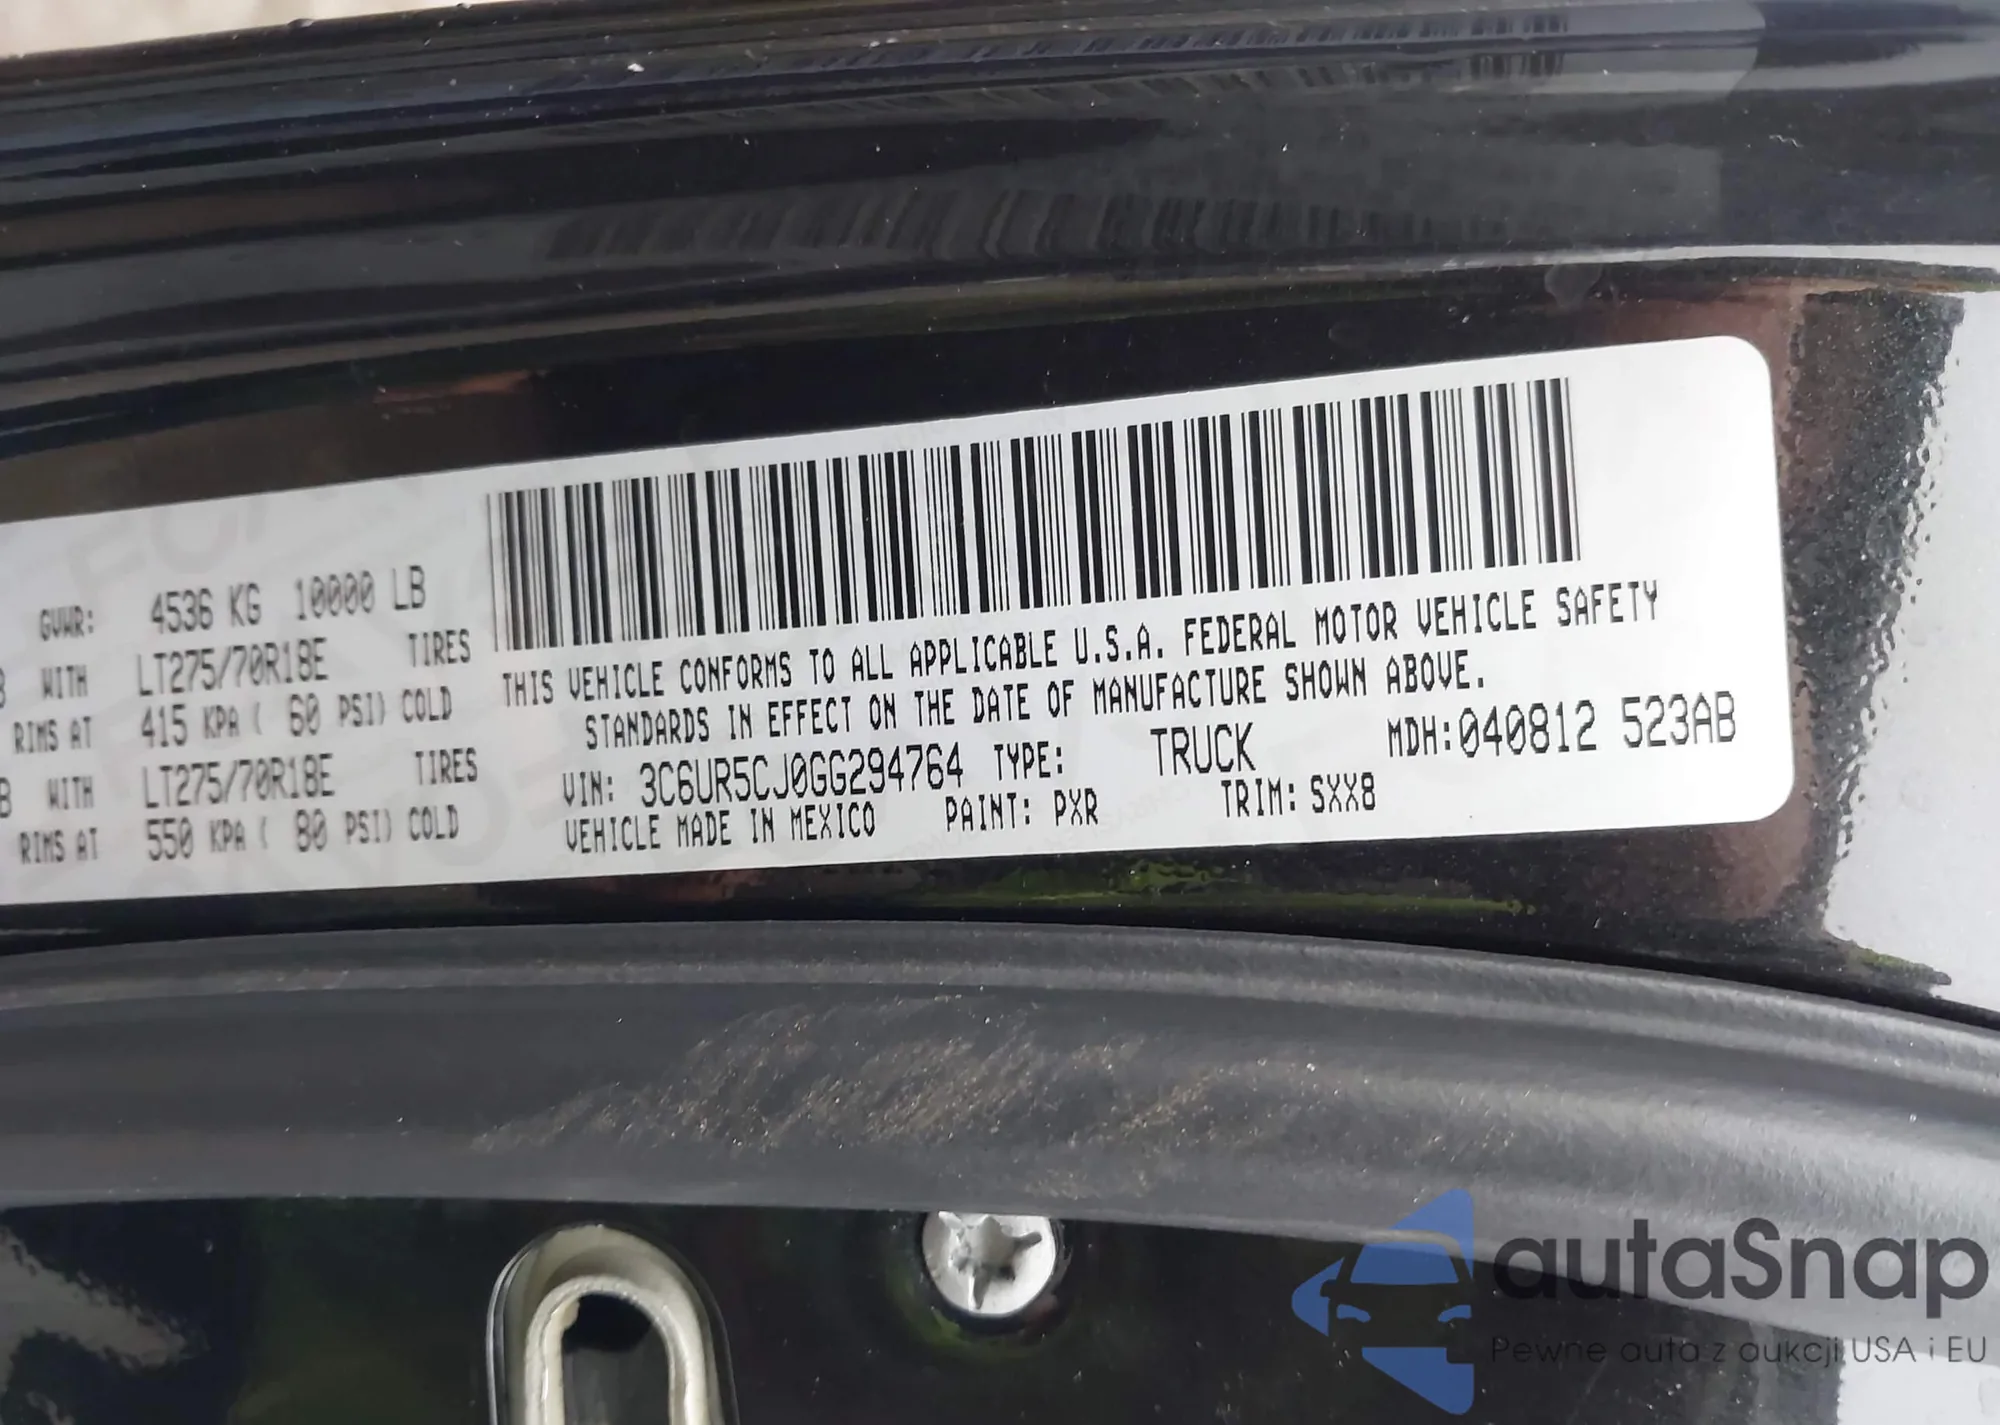 GVWR: 4536 KG 10000 LB
WITH LT275/70R18E TIRES
RIMS AT 415 KPA ( 60 PSI) COLD
WITH LT275/70R18E TIRES
RIMS AT 550 KPA ( 80 PSI) COLD
THIS VEHICLE CONFORMS TO ALL APPLICABLE U.S.A. FEDERAL MOTOR VEHICLE SAFETY
STANDARDS IN EFFECT ON THE DATE OF MANUFACTURE SHOWN ABOVE.
VIN: 3C6UR5CJ0GG294764 TYPE: TRUCK MDH:040812 523AB
VEHICLE MADE IN MEXICO PAINT: PXR TRIM: SXX8
autoSnap
Pewne auta z aukcji USA i EU